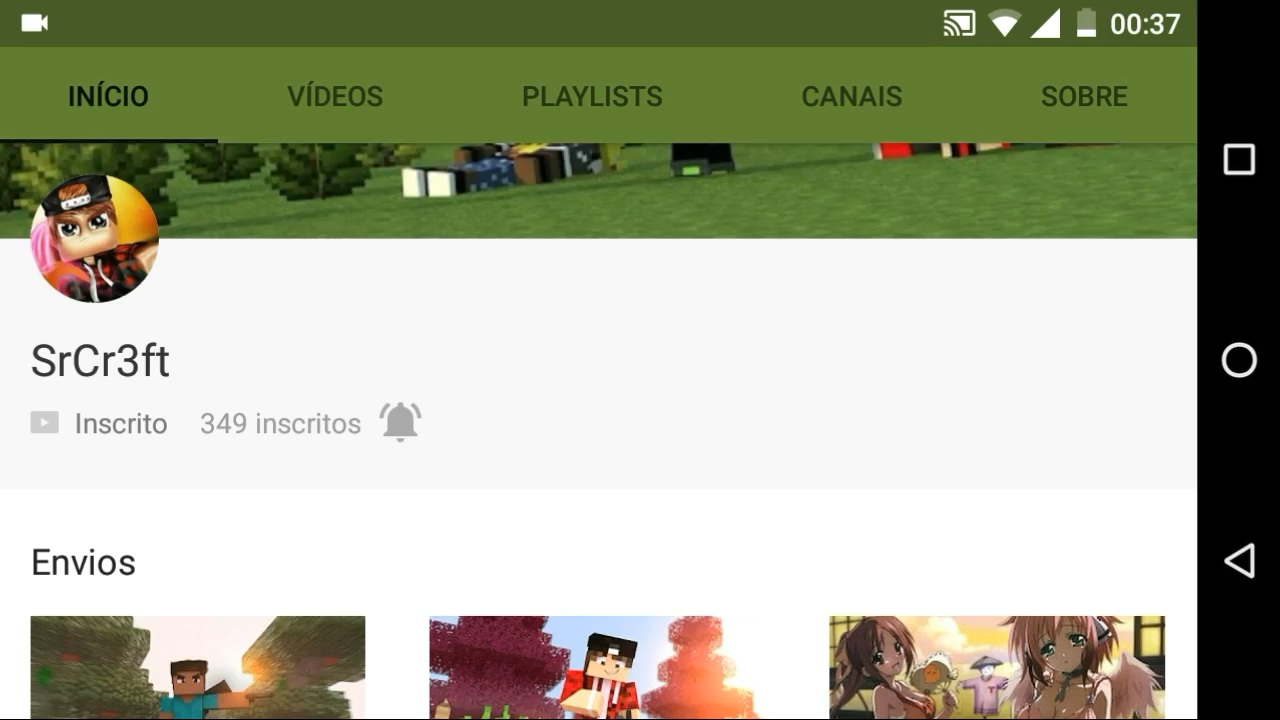 00:37
INÍCIO VÍDEOS PLAYLISTS CANAIS SOBRE
SrCr3ft
Inscrito 349 inscritos
Envios